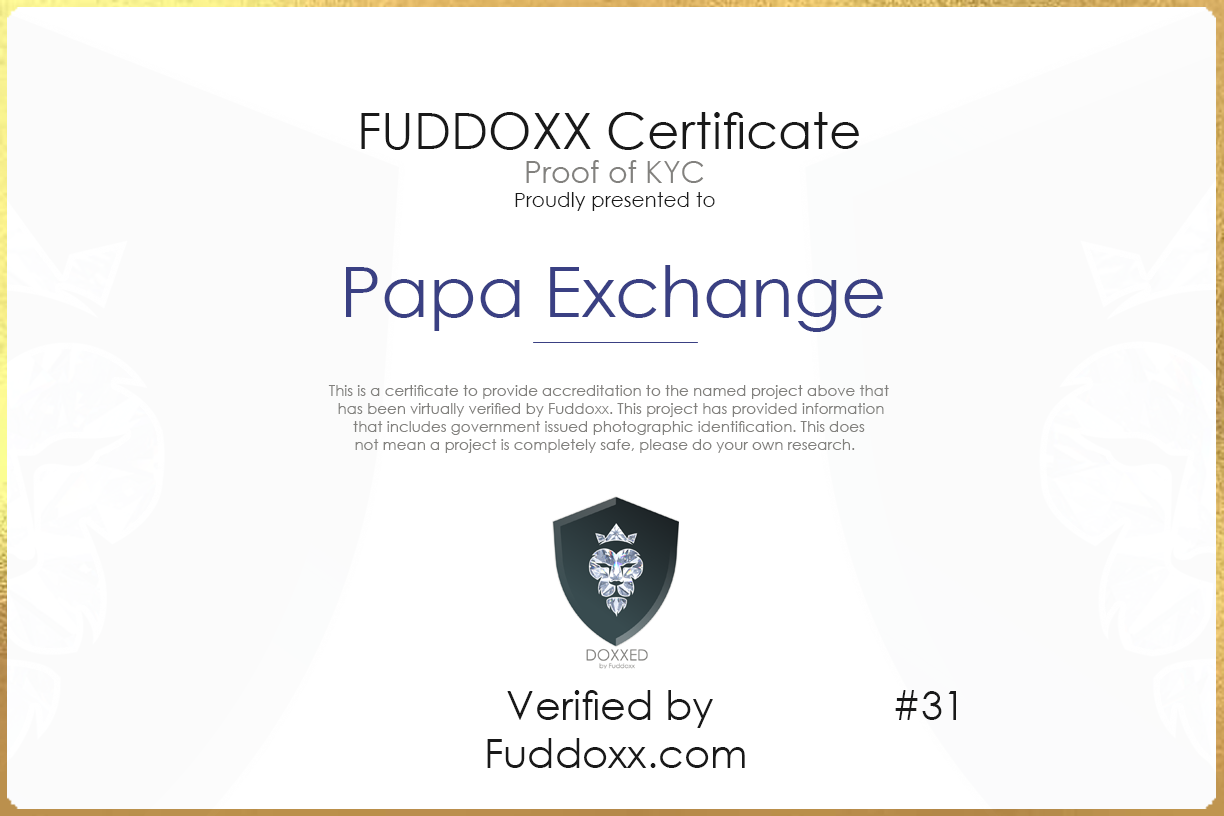 FUDDOXX Certificate
Proof of KYC
Proudly presented to
Papa Exchange
This is a certificate to provide accreditation to the named project above that
has been virtually verified by Fuddoxx. This project has provided information
that includes government issued photographic identification. This does
not mean a project is completely safe, please do your own research.
DOXXED
by Fuddoxx
Verified by
Fuddoxx.com
#31